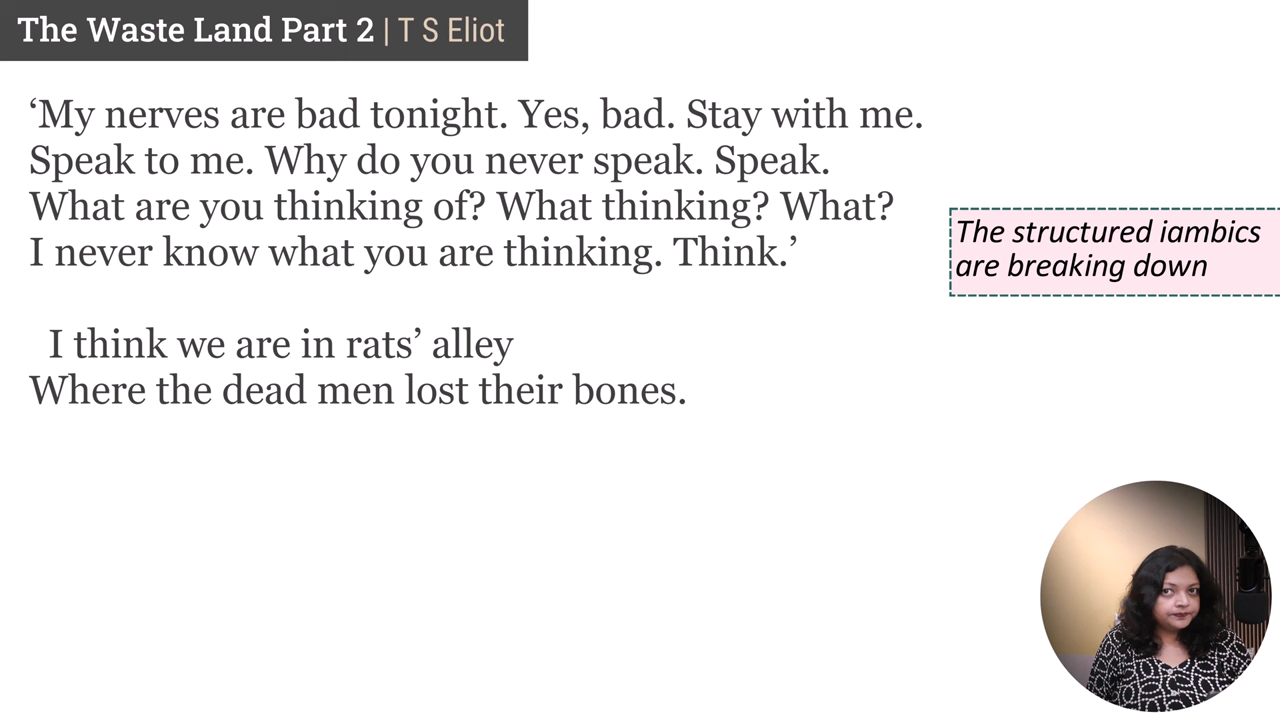 The Waste Land Part 2 | T S Eliot
‘My nerves are bad tonight. Yes, bad. Stay with me.
Speak to me. Why do you never speak. Speak.
What are you thinking of? What thinking? What?
I never know what you are thinking. Think.’
The structured iambics
are breaking down
I think we are in rats’ alley
Where the dead men lost their bones.